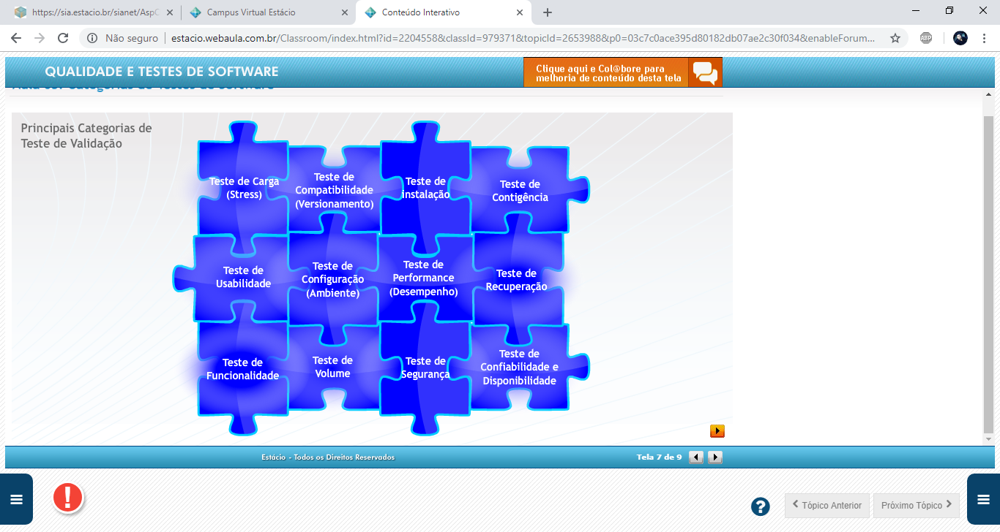 https://sia.estacio.br/sianet/AspC
Campus Virtual Estácio
Conteúdo Interativo
Não seguro
estacio.webaula.com.br/Classroom/index.html?id=2204558&classId=979371&topicId=2653988&p0=03c7c0ace395d80182db07ae2c30f034&enableForum...
ABP
QUALIDADE E TESTES DE SOFTWARE
Clique aqui e Col@bore para
melhoria de conteúdo desta tela
Principais Categorias de
Teste de Validação
Teste de Carga
(Stress)
Teste de
Compatibilidade
(Versionamento)
Teste de
instalação
Teste de
Contigência
Teste de
Usabilidade
Teste de
Configuração
(Ambiente)
Teste de
Performance
(Desempenho)
Teste de
Recuperação
Teste de
Funcionalidade
Teste de
Volume
Teste de
Segurança
Teste de
Confiabilidade e
Disponibilidade
Estácio - Todos os Direitos Reservados
Tela 7 de 9
Tópico Anterior
Próximo Tópico